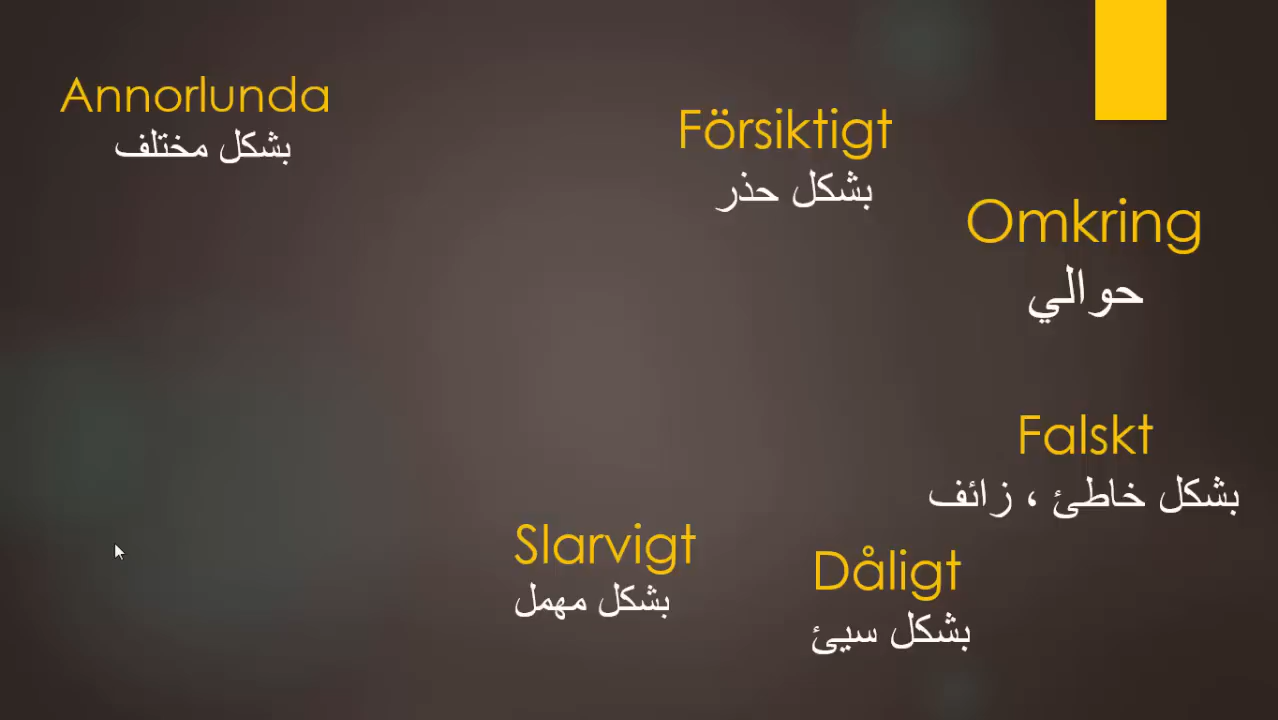 Annorlunda
بشكل مختلف
Försiktigt
بشكل حذر
Omkring
حوالي
Falskt
بشكل خاطئ ، زائف
Slarvigt
بشكل مهمل
Dåligt
بشكل سيئ